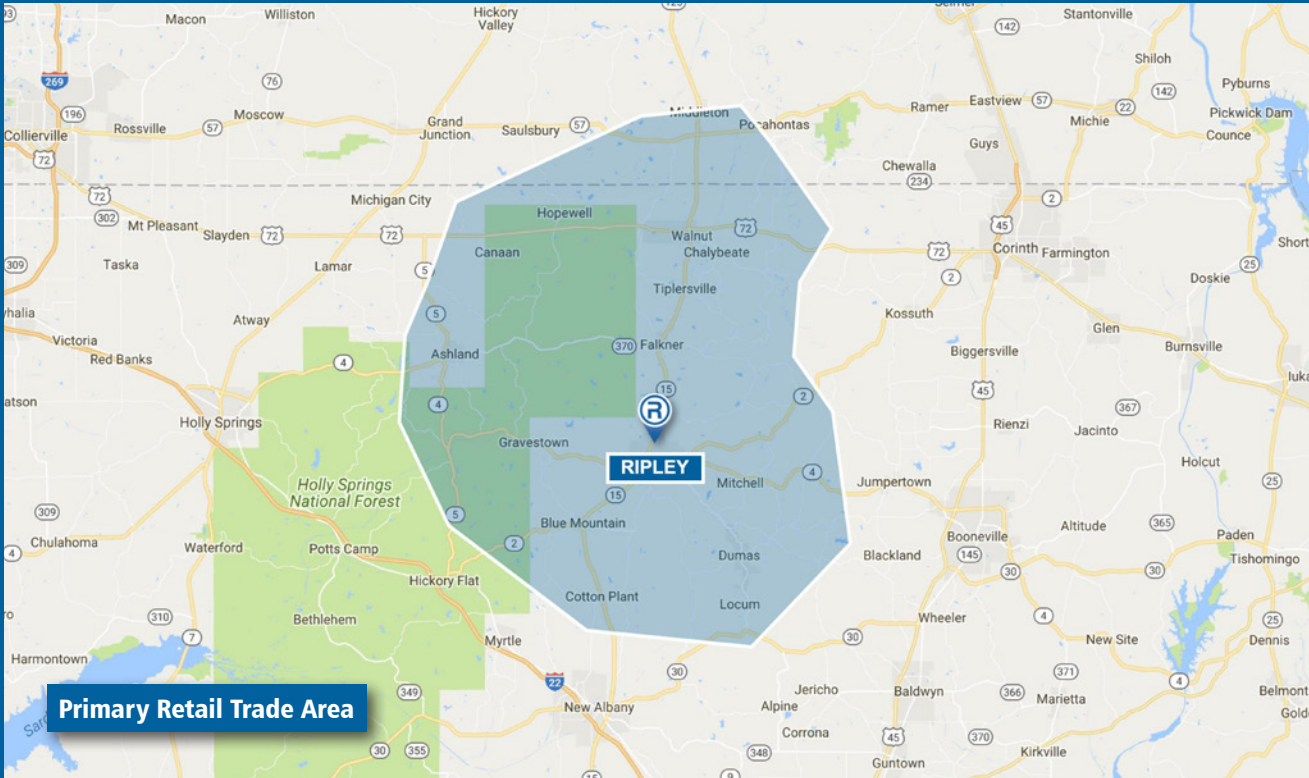 Macon
Williston
Hickory
Valley
Stantonville
142
Shiloh
269
76
Pyburns
142
196
Moscow
Grand
Junction
Ramer
Eastview
57
22
Pickwick Dam
Collierville
Rossville
57
Saulsbury
57
Middleton
Pocahontas
Michie
Counce
72
Guys
Chewalla
234
72
Michigan City
2
302
Mt Pleasant
Slayden
72
72
Hopewell
72
45
Walnut
Chalybeate
72
Corinth
Farmington
Canaan
309
Taska
Lamar
5
25
2
Doskie
Tiplersville
5
Atway
Kossuth
Glen
Victoria
Red Banks
4
Ashland
370
Falkner
Biggersville
Burnsville
15
2
45
4
367
Holly Springs
Rienzi
Jacinto
R
Gravestown
RIPLEY
Holcut
Holly Springs
National Forest
Mitchell
4
Jumpertown
25
15
309
5
Blue Mountain
Altitude
365
4
Chulahoma
Waterford
Potts Camp
2
Booneville
Paden
Dumas
Blackland
145
Tishomingo
30
30
Hickory Flat
Cotton Plant
Locum
310
Bethlehem
Wheeler
4
25
7
Myrtle
30
New Site
Dennis
Harmontown
30
371
22
4
349
Jericho
Baldwyn
366
Marietta
Belmont
Primary Retail Trade Area
New Albany
Alpine
Corrona
45
370
30
355
348
Kirkville
Guntown
15
9